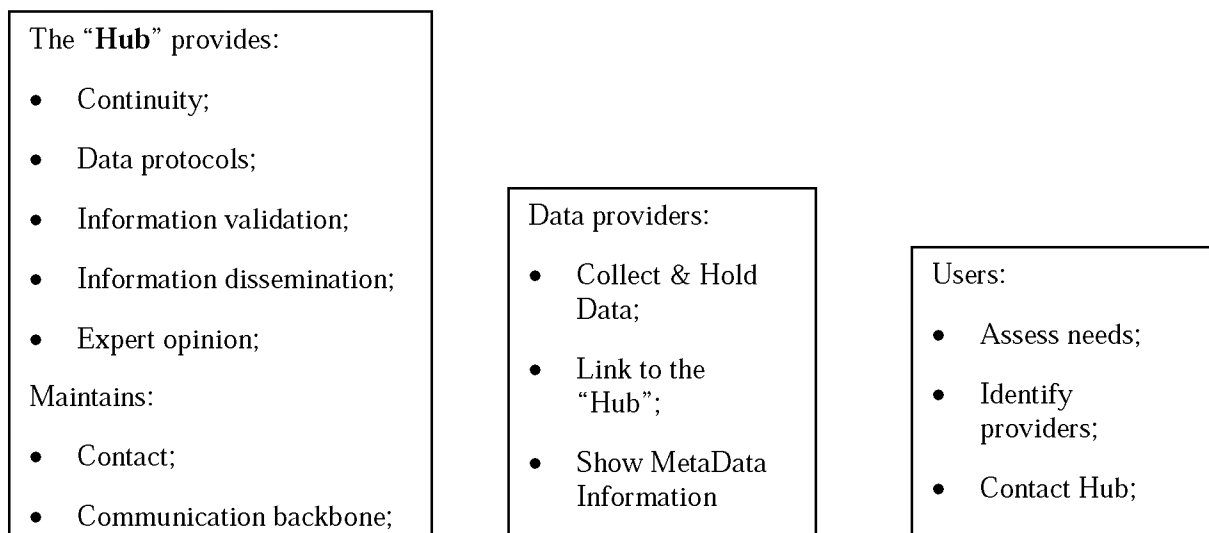 The “Hub” provides:
• Continuity;
• Data protocols;
• Information validation;
• Information dissemination;
• Expert opinion;
Maintains:
• Contact;
• Communication backbone;
Data providers:
• Collect & Hold
Data;
• Link to the
“Hub”;
• Show MetaData
Information
Users:
• Assess needs;
• Identify
providers;
• Contact Hub;